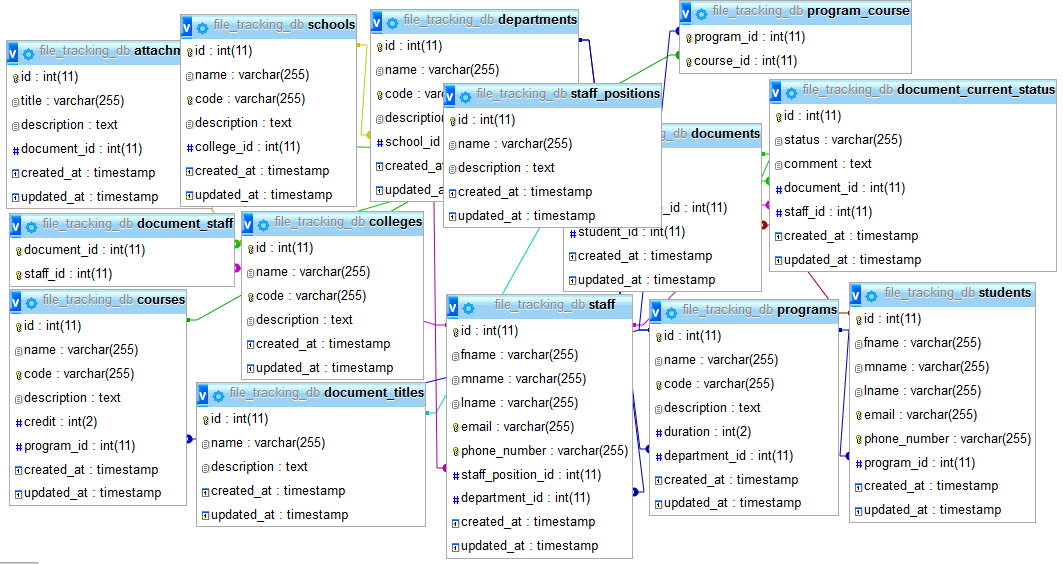 file_tracking_db attachn
id : int(11)
title : varchar(255)
description : text
document_id : int(11)
created_at : timestamp
updated_at : timestamp
file_tracking_db schools
id : int(11)
name : varchar(255)
code : varchar(255)
description : text
college_id : int(11)
created_at : timestamp
updated_at : timestamp
file_tracking_db departments
id : int(11)
name : varchar(255)
code : varc
descriptio
school_id
created_at
updated_a
file_tracking_db staff_positions
id : int(11)
name : varchar(255)
description : text
created_at : timestamp
updated_at : timestamp
file_tracking_db program_course
program_id : int(11)
course_id : int(11)
g_db documents
_id : int(11)
student_id : int(11)
created_at : timestamp
updated_at : timestamp
file_tracking_db document_current_status
id : int(11)
status : varchar(255)
comment : text
document_id : int(11)
staff_id : int(11)
created_at : timestamp
updated_at : timestamp
file_tracking_db document_staff
document_id : int(11)
staff_id : int(11)
file_tracking_db colleges
id : int(11)
name : varchar(255)
code : varchar(255)
description : text
created_at : timestamp
updated_at : timestamp
file_tracking_db courses
id : int(11)
name : varchar(255)
code : varchar(255)
description : text
credit : int(2)
program_id : int(11)
created_at : timestamp
updated_at : timestamp
file_tracking_db document_titles
id : int(11)
name : varchar(255)
description : text
created_at : timestamp
updated_at : timestamp
file_tracking_db staff
id : int(11)
fname : varchar(255)
mname : varchar(255)
lname : varchar(255)
email : varchar(255)
phone_number : varchar(255)
staff_position_id : int(11)
department_id : int(11)
created_at : timestamp
updated_at : timestamp
file_tracking_db programs
id : int(11)
name : varchar(255)
code : varchar(255)
description : text
duration : int(2)
department_id : int(11)
created_at : timestamp
updated_at : timestamp
file_tracking_db students
id : int(11)
fname : varchar(255)
mname : varchar(255)
lname : varchar(255)
email : varchar(255)
phone_number : varchar(255)
program_id : int(11)
created_at : timestamp
updated_at : timestamp